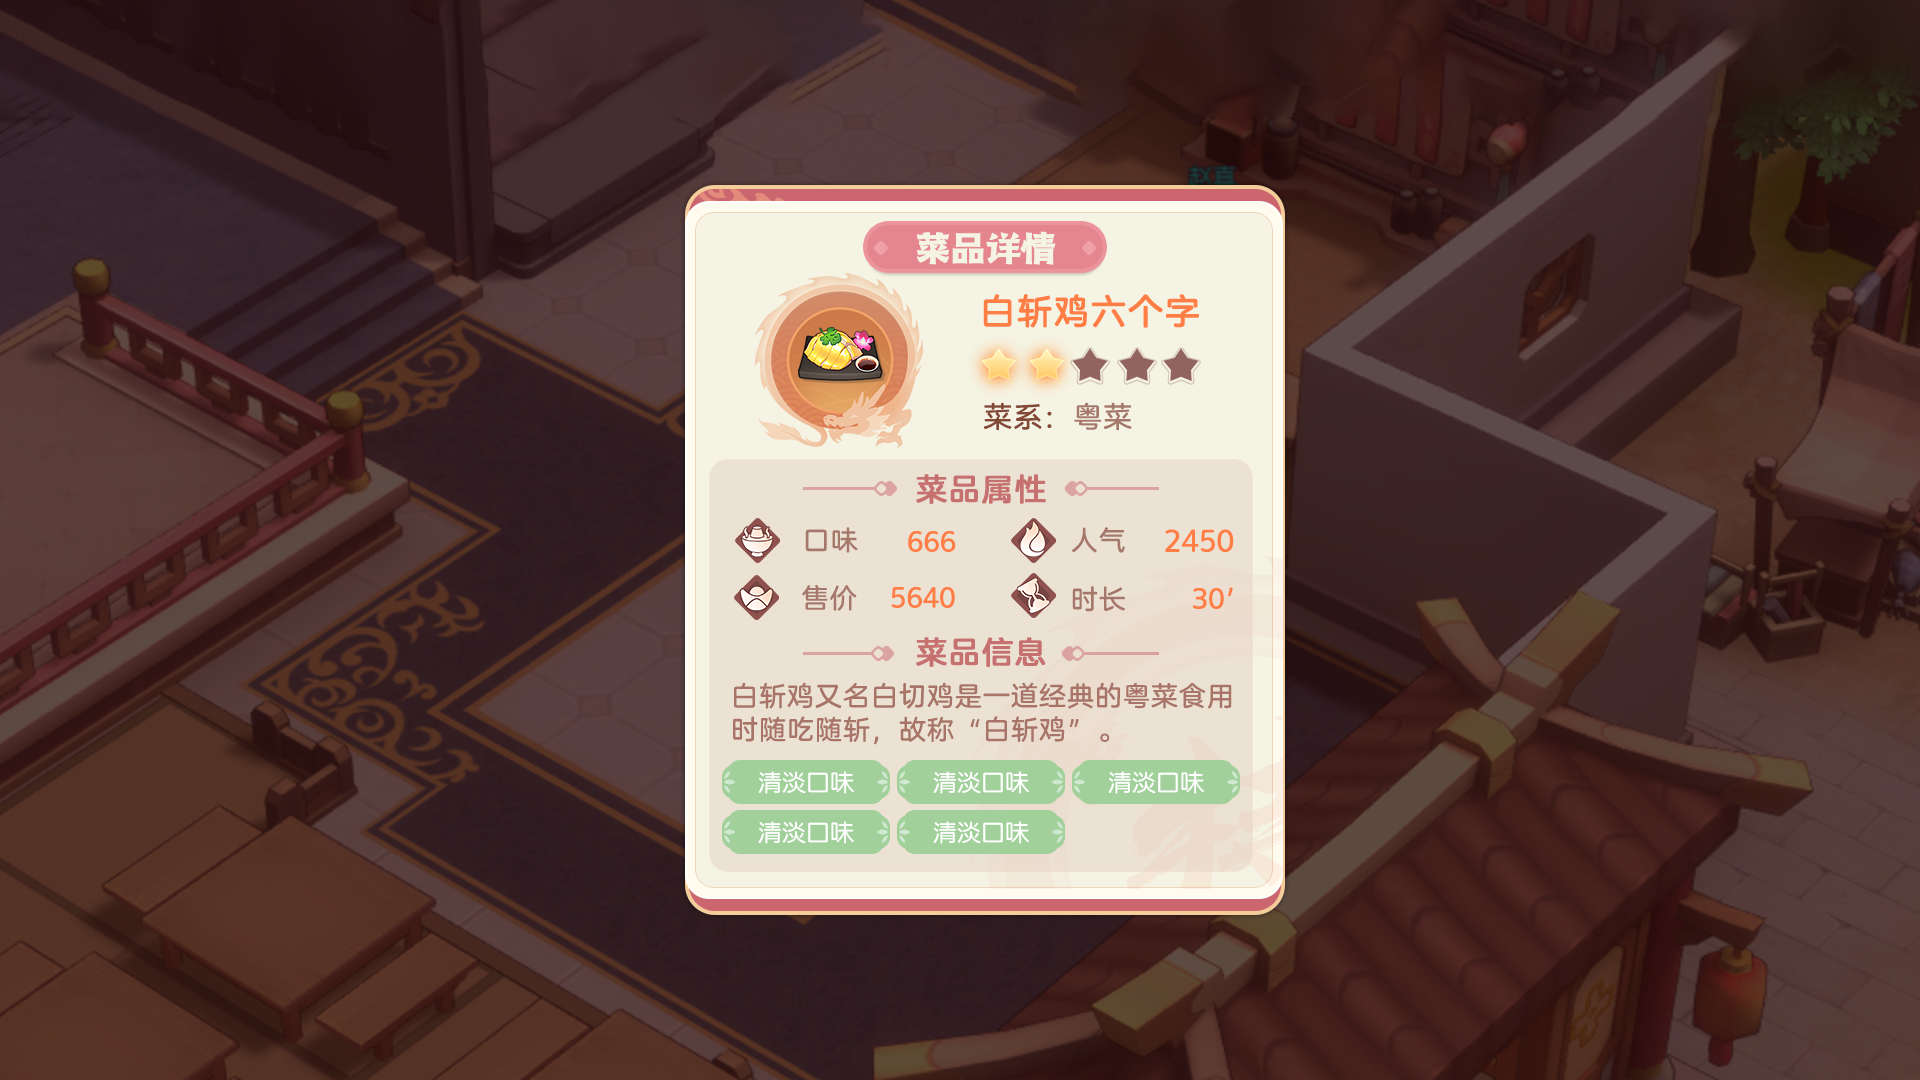 赵真
菜品详情
白斩鸡六个字
菜系： 粤菜
菜品属性
口味 666 人气 2450
售价 5640 时长 30’
菜品信息
白斩鸡又名白切鸡是一道经典的粤菜食用
时随吃随斩，故称“白斩鸡”。
清淡口味 清淡口味 清淡口味
清淡口味 清淡口味